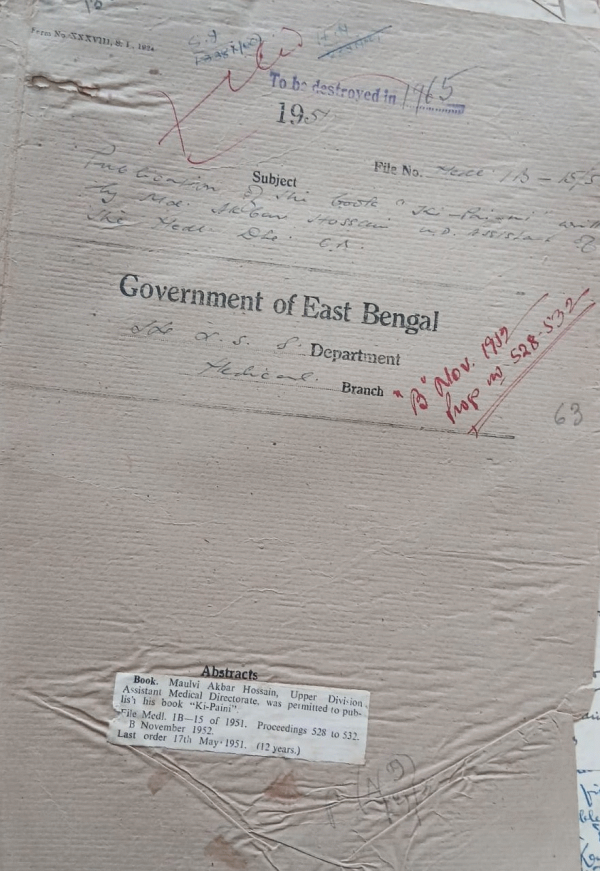 Form No. XXXVIII, S. I., 1924
To be destroyed in 1965
195
File No. Medl. 1B-15/5
Subject
Publication of the book "Ki-Paini"
by Md. Akbar Hossain U.D. Assistant of
the Medl. Dte.
Government of East Bengal
Department
Medical. Branch
"B" Nov. 1952
Progs no 528-532
63
Abstracts
Book. Maulvi Akbar Hossain, Upper Division
Assistant Medical Directorate, was permitted to pub-
lish his book "Ki-Paini".
File Medl. 1B—15 of 1951. Proceedings 528 to 532.
B November 1952.
Last order 17th May 1951. (12 years.)